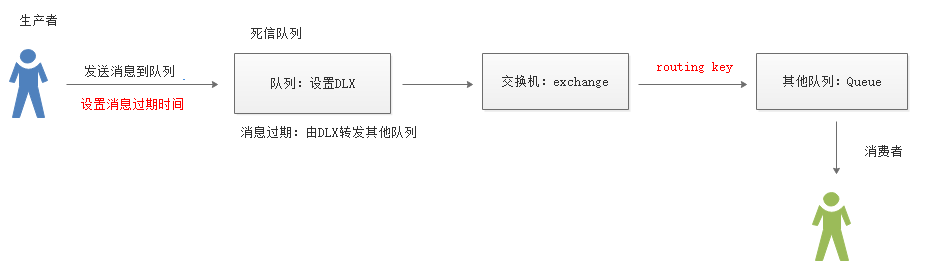 生产者
死信队列
发送消息到队列
设置消息过期时间
队列：设置DLX
消息过期：由DLX转发其他队列
交换机：exchange
routing key
其他队列：Queue
消费者